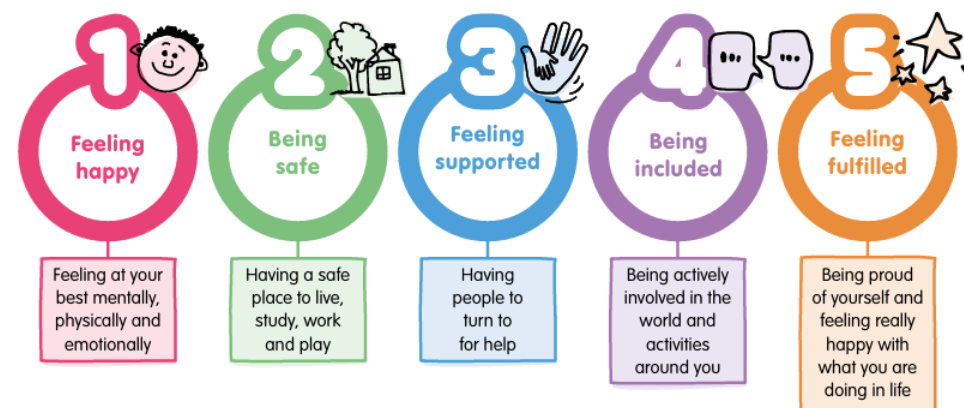 1
Feeling
happy
Feeling at your
best mentally,
physically and
emotionally
2
Being
safe
Having a safe
place to live,
study, work
and play
3
Feeling
supported
Having
people to
turn to
for help
4
Being
included
Being actively
involved in the
world and
activities
around you
5
Feeling
fulfilled
Being proud
of yourself and
feeling really
happy with
what you are
doing in life